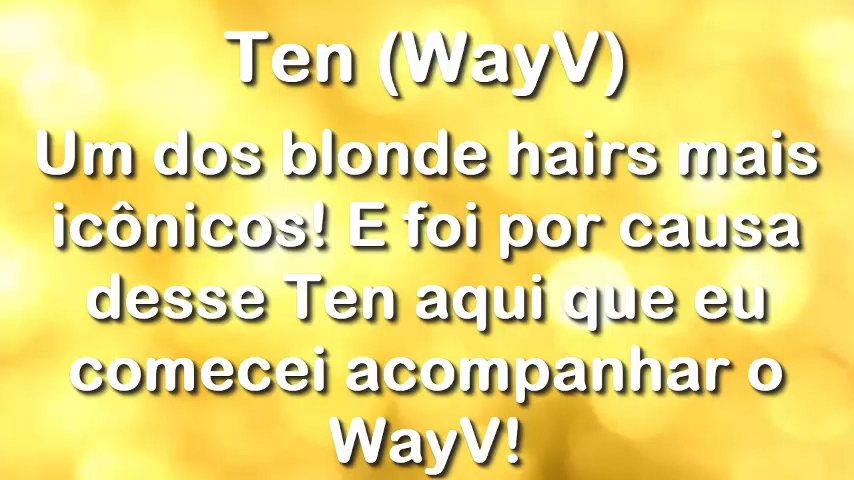 Ten (WayV)
Um dos blonde hairs mais
icônicos! E foi por causa
desse Ten aqui que eu
comecei acompanhar o
WayV!